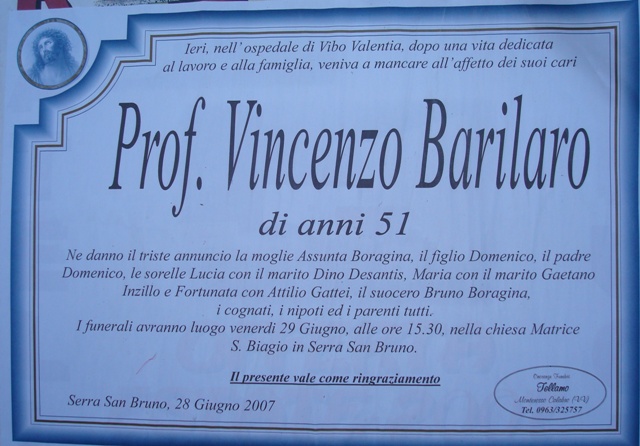 Ieri, nell'ospedale di Vibo Valentia, dopo una vita dedicata
al lavoro e alla famiglia, veniva a mancare all'affetto dei suoi cari
Prof. Vincenzo Barilaro
di anni 51
Ne danno il triste annuncio la moglie Assunta Boragina, il figlio Domenico, il padre
Domenico, le sorelle Lucia con il marito Dino Desantis, Maria con il marito Gaetano
Inzillo e Fortunata con Attilio Gattei, il suocero Bruno Boragina,
i cognati, i nipoti ed i parenti tutti.
I funerali avranno luogo venerdi 29 Giugno, alle ore 15.30, nella chiesa Matrice
S. Biagio in Serra San Bruno.
Il presente vale come ringraziamento
Serra San Bruno, 28 Giugno 2007
Tellamo
(VV)
Tel. 0963/325757